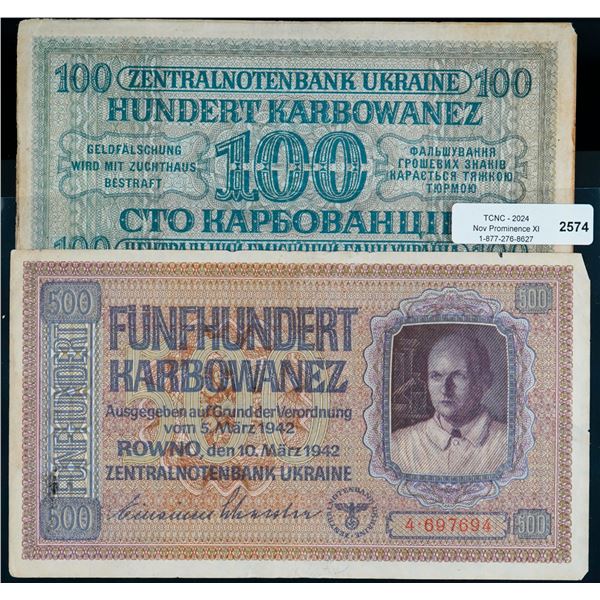 100 ZENTRALNOTENBANK UKRAINE 100
HUNDERT KARBOWANEZ
GELDFÄLSCHUNG
WIRD MIT ZUCHTHAUS
BESTRAFT
100
ФАЛЬШУВАННЯ
ГРОШЕВИХ ЗНАКІВ
КАРАЄТЬСЯ ТЯЖКОЮ
ТЮРМОЮ
СТО КАРБОВАНЦІВ
100
TCNC - 2024
Nov Prominence XI
1-877-276-8627
2574
500
500
FÜNFHUNDERT
FÜNFHUNDERT
KARBOWANEZ
Ausgegeben auf Grund der Verordnung
vom 5. März 1942
ROWNO, den 10. März 1942
ZENTRALNOTENBANK UKRAINE
500
4·697694
500